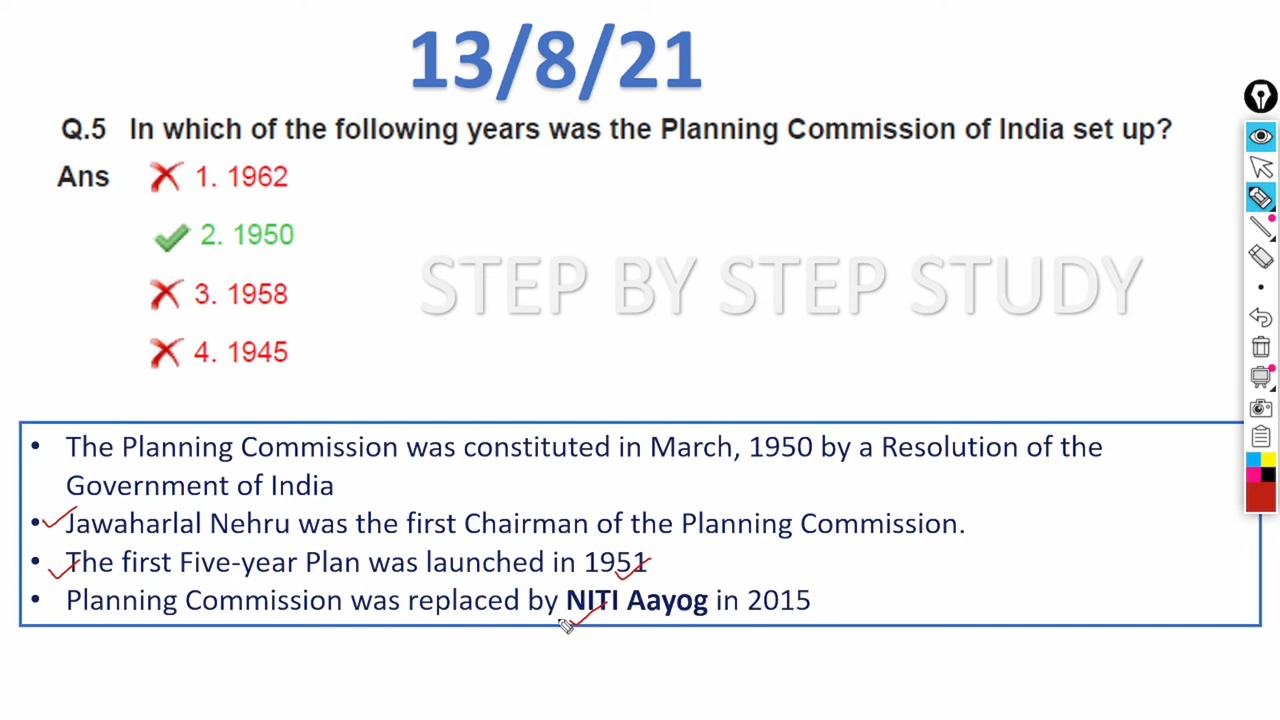 13/8/21
Q.5 In which of the following years was the Planning Commission of India set up?
Ans 1. 1962
2. 1950
STEP BY STEP STUDY
3. 1958
4. 1945
• The Planning Commission was constituted in March, 1950 by a Resolution of the
Government of India
• Jawaharlal Nehru was the first Chairman of the Planning Commission.
• The first Five-year Plan was launched in 1951
• Planning Commission was replaced by NITI Aayog in 2015